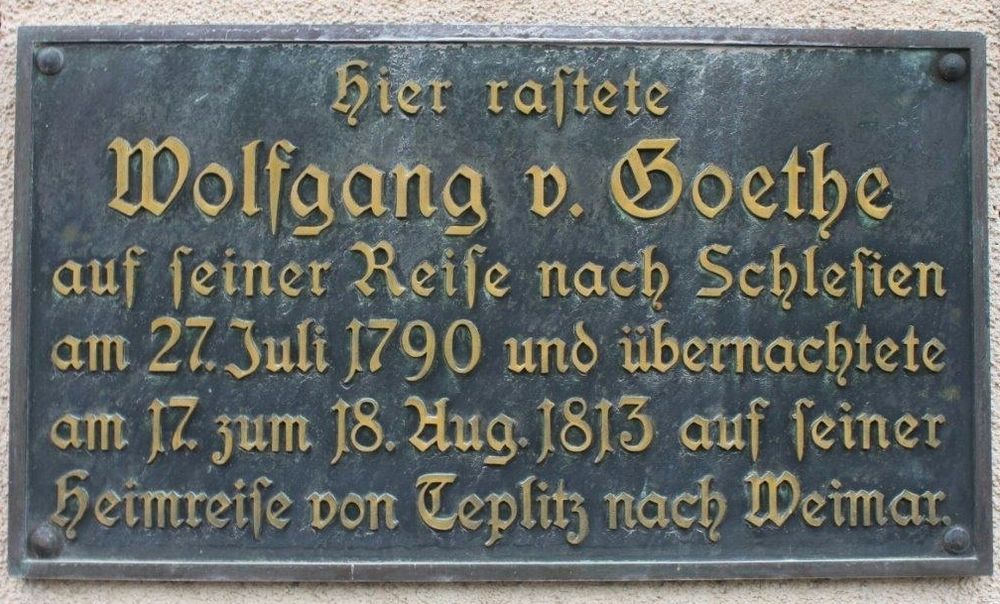 Hier rastete
Wolfgang v. Goethe
auf seiner Reise nach Schlesien
am 27. Juli 1790 und übernachtete
am 17. zum 18. Aug. 1813 auf seiner
Heimreise von Teplitz nach Weimar.